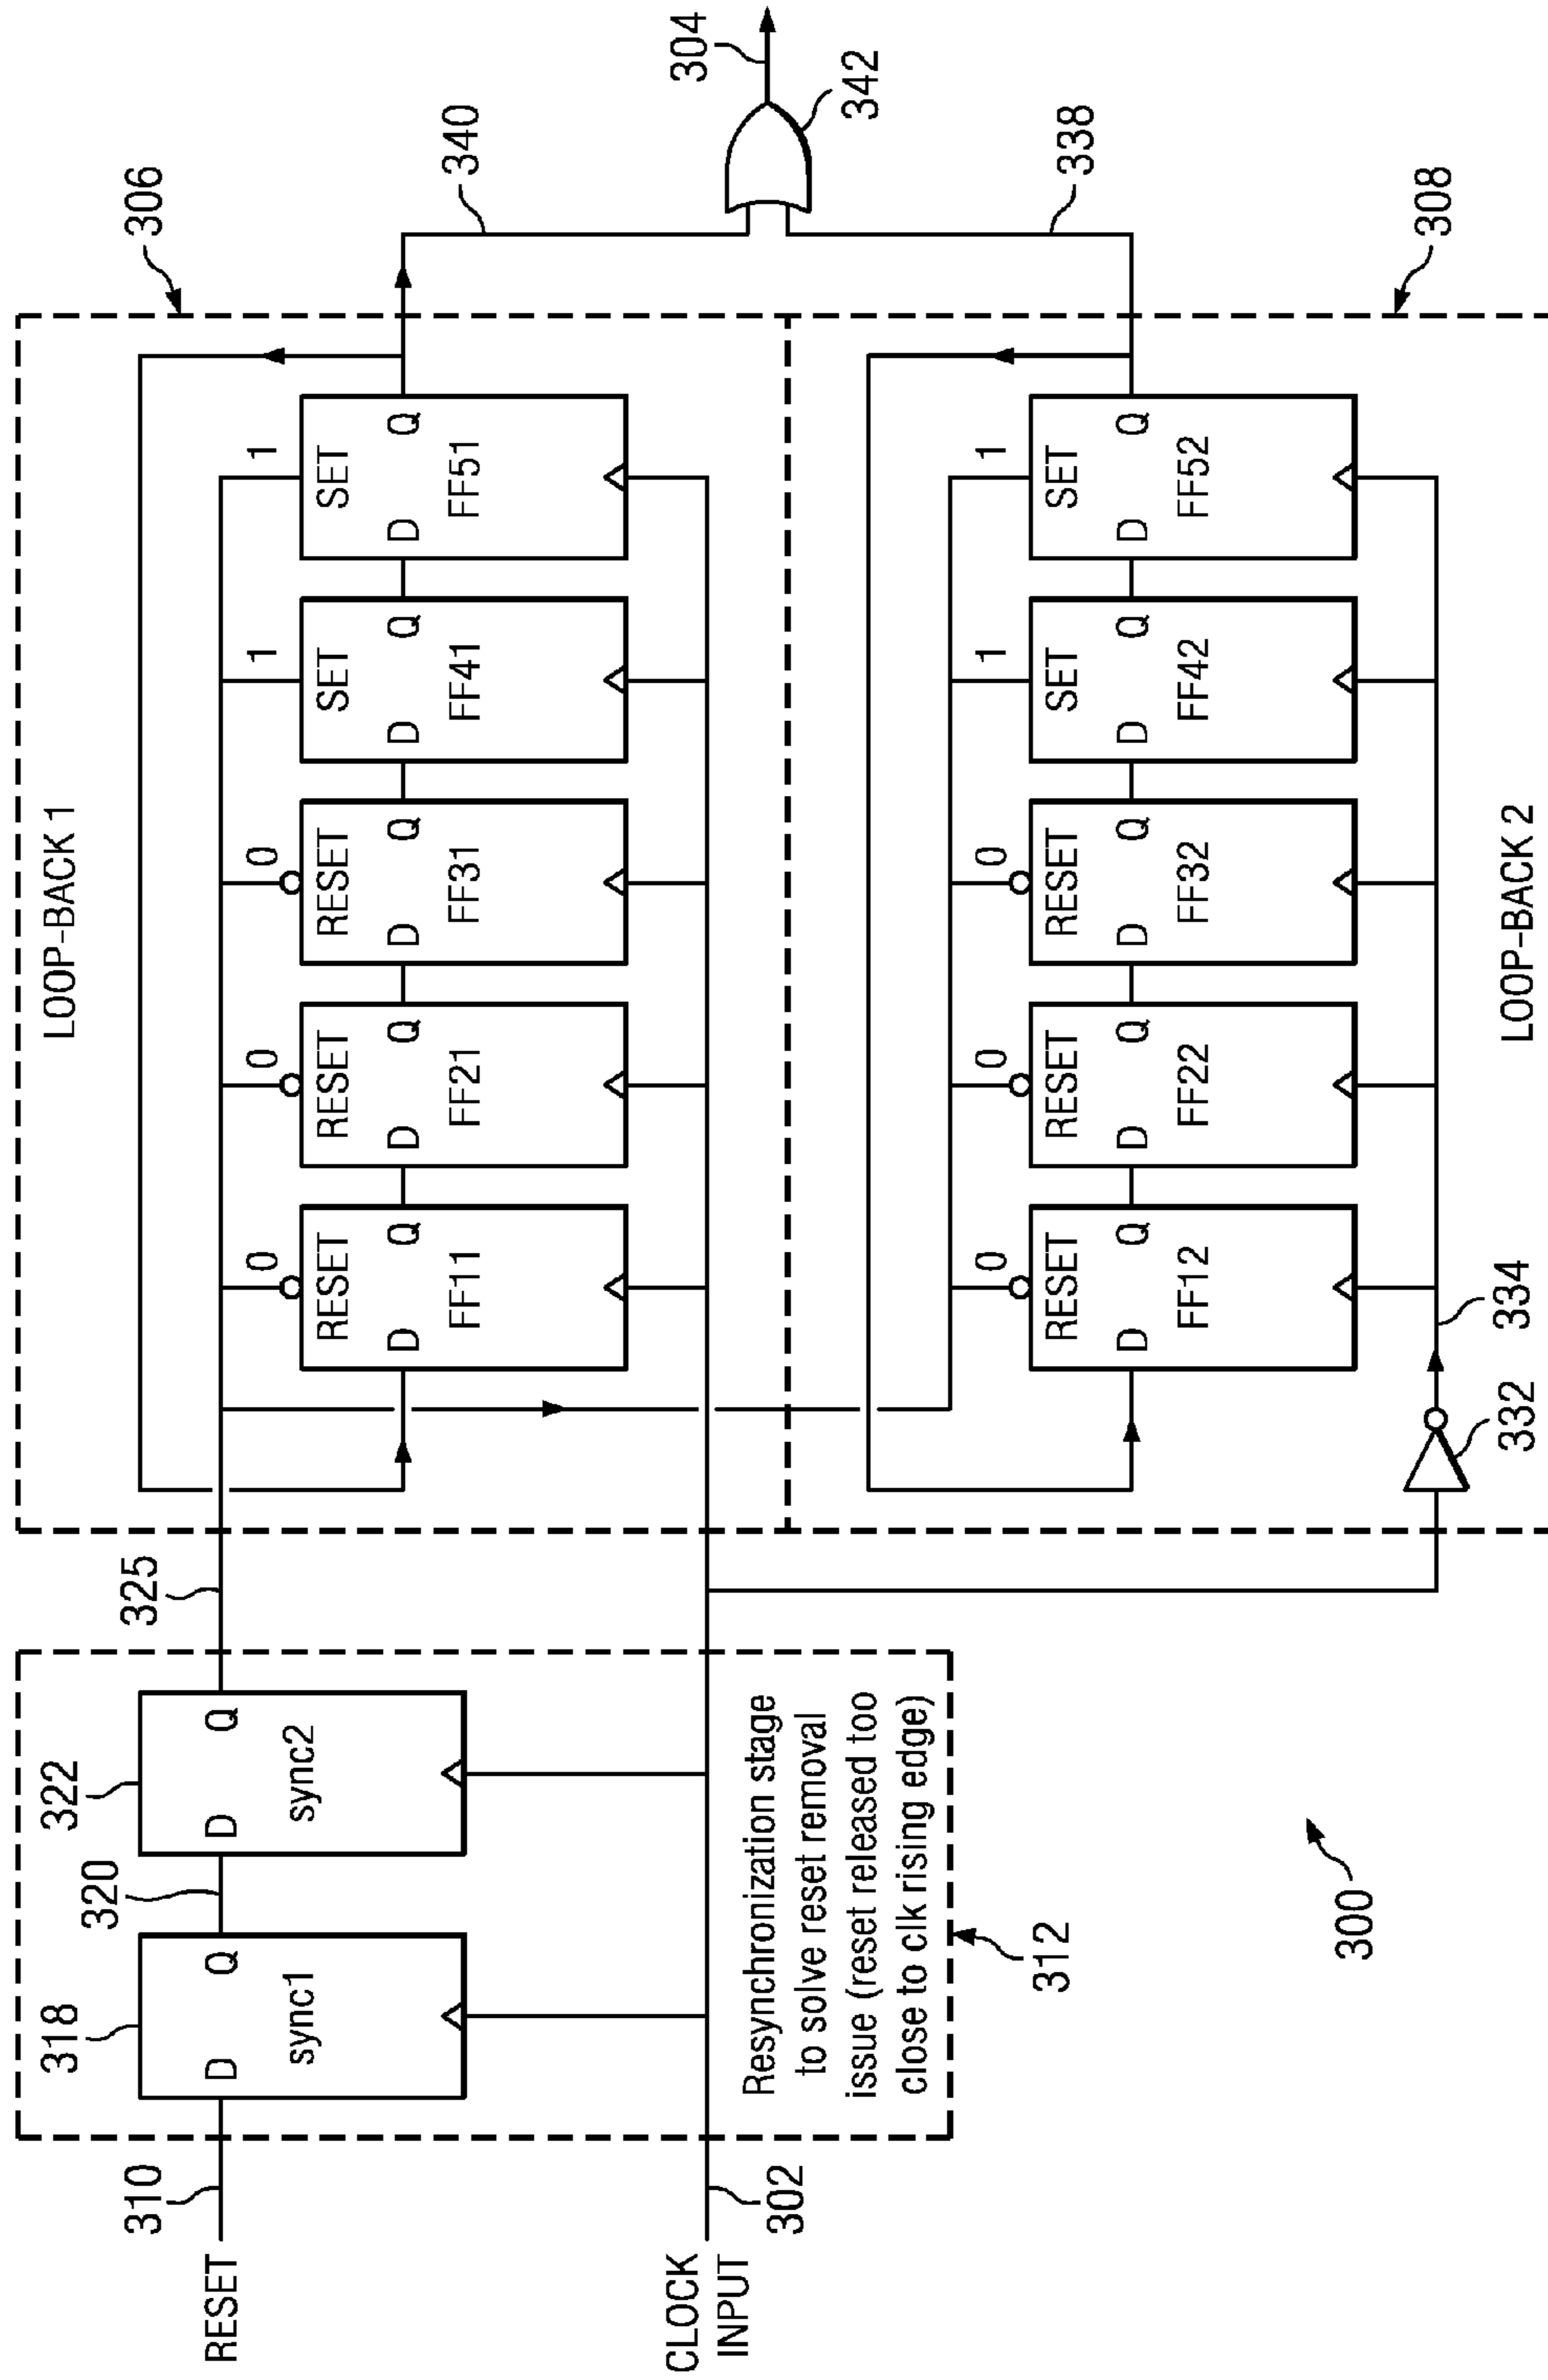 RESET
310
CLOCK
INPUT
302
318
D
Q
sync1
320
322
D
Q
sync2
Resynchronization stage
to solve reset removal
issue (reset released too
close to clk rising edge)
312
325
300
LOOP-BACK 1
306
0
RESET
D
Q
FF11
0
RESET
D
Q
FF21
0
RESET
D
Q
FF31
1
SET
D
Q
FF41
1
SET
D
Q
FF51
340
304
342
338
308
0
RESET
D
Q
FF12
0
RESET
D
Q
FF22
0
RESET
D
Q
FF32
1
SET
D
Q
FF42
1
SET
D
Q
FF52
332
334
LOOP-BACK 2